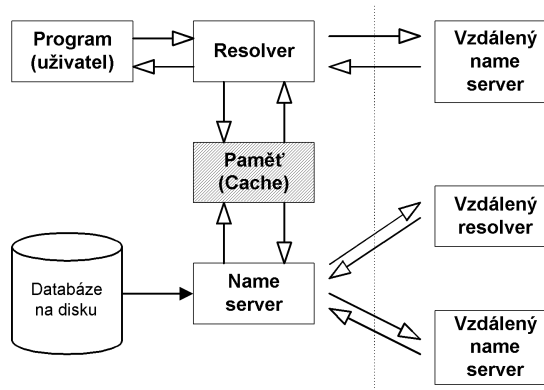 Program
(uživatel)
Resolver
Vzdálený
name
server
Paměť
(Cache)
Vzdálený
resolver
Databáze
na disku
Name
server
Vzdálený
name
server